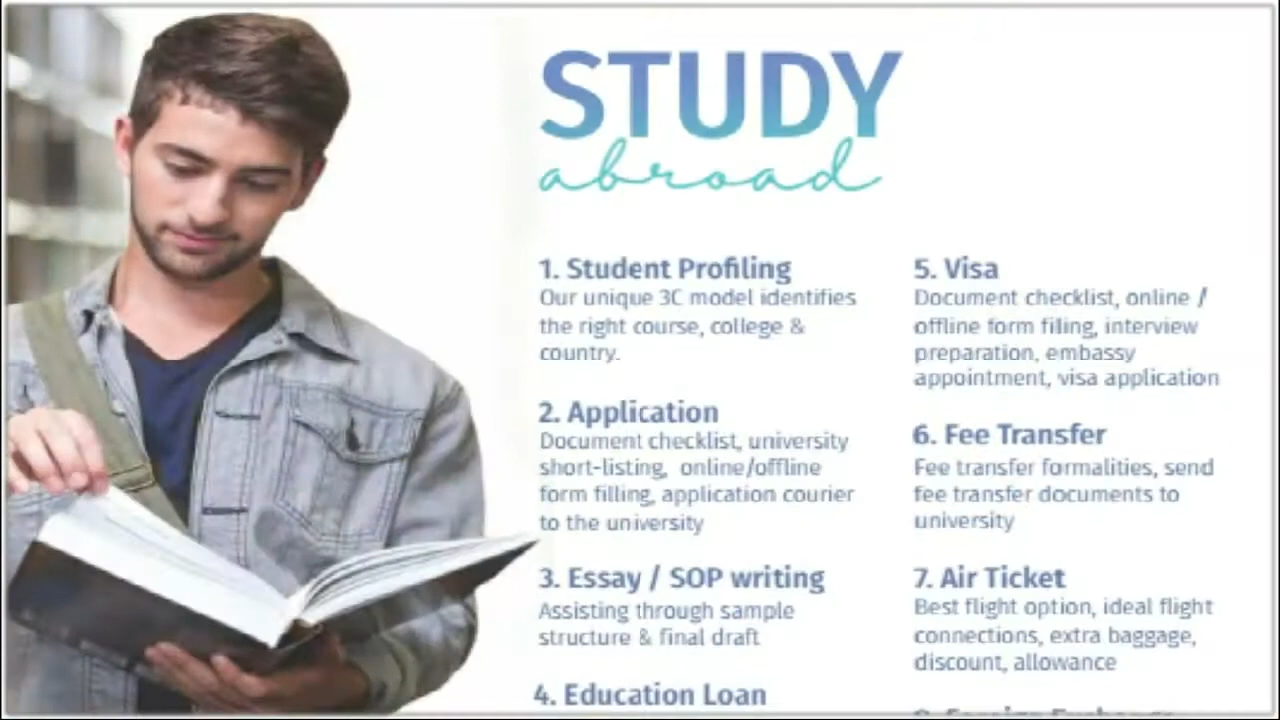 STUDY
abroad
1. Student Profiling
Our unique 3C model identifies
the right course, college &
country.
2. Application
Document checklist, university
short-listing, online/offline
form filling, application courier
to the university
3. Essay / SOP writing
Assisting through sample
structure & final draft
4. Education Loan
5. Visa
Document checklist, online /
offline form filing, interview
preparation, embassy
appointment, visa application
6. Fee Transfer
Fee transfer formalities, send
fee transfer documents to
university
7. Air Ticket
Best flight option, ideal flight
connections, extra baggage,
discount, allowance